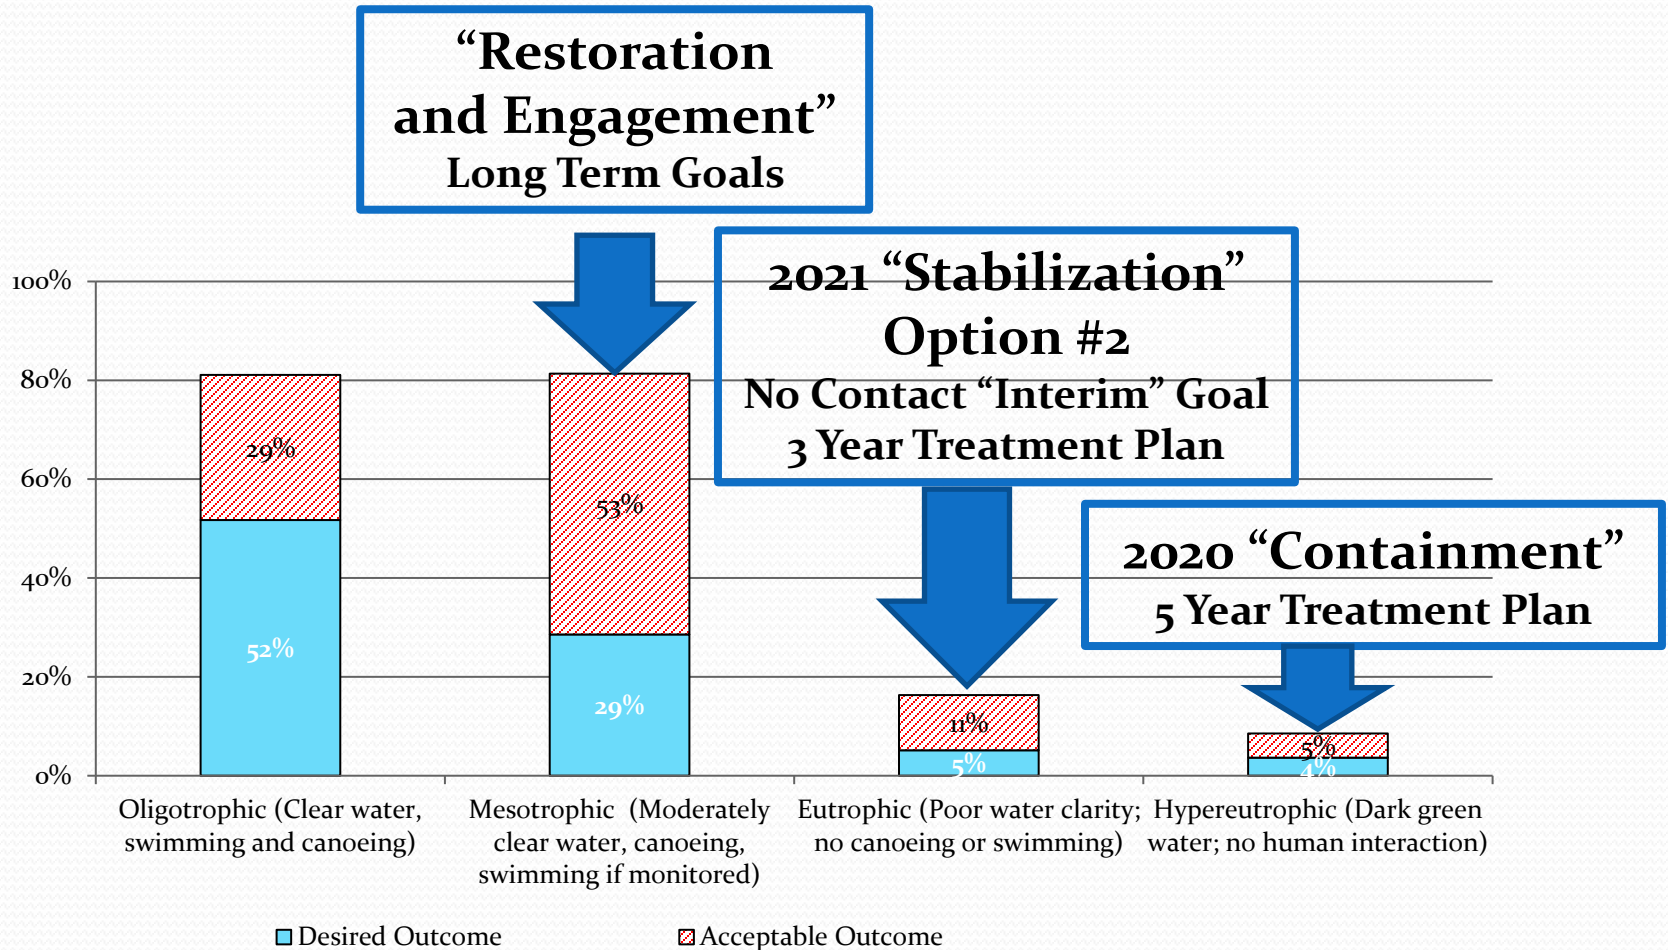 “Restoration
and Engagement”
Long Term Goals
2021 “Stabilization”
Option #2
No Contact “Interim” Goal
3 Year Treatment Plan
2020 “Containment”
5 Year Treatment Plan
100%
80%
60%
40%
20%
0%
29%
52%
53%
29%
11%
5%
5%
4%
Oligotrophic (Clear water,
swimming and canoeing)
Mesotrophic (Moderately
clear water, canoeing,
swimming if monitored)
Eutrophic (Poor water clarity;
no canoeing or swimming)
Hypereutrophic (Dark green
water; no human interaction)
Desired Outcome
Acceptable Outcome